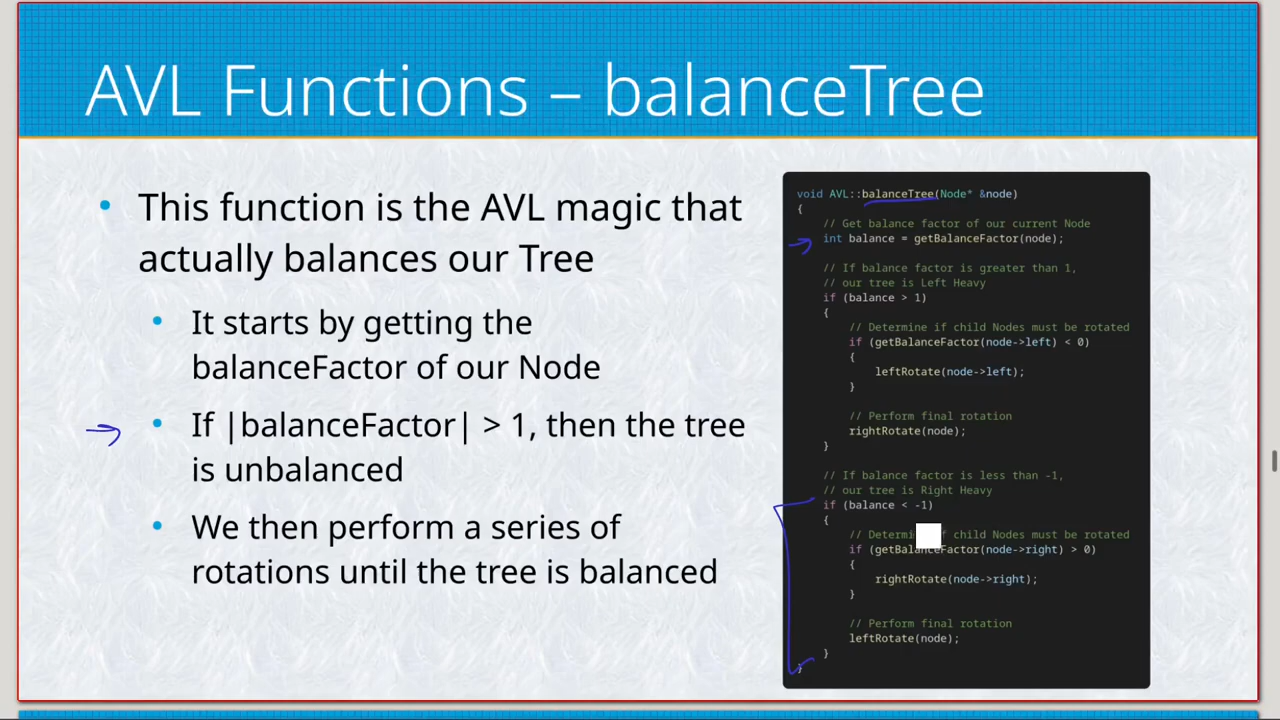 AVL Functions – balanceTree
• This function is the AVL magic that
actually balances our Tree
• It starts by getting the
balanceFactor of our Node
• If |balanceFactor| > 1, then the tree
is unbalanced
• We then perform a series of
rotations until the tree is balanced
void AVL::balanceTree(Node* &node)
{
// Get balance factor of our current Node
int balance = getBalanceFactor(node);
// If balance factor is greater than 1,
// our tree is Left Heavy
if (balance > 1)
{
// Determine if child Nodes must be rotated
if (getBalanceFactor(node->left) < 0)
{
leftRotate(node->left);
}
// Perform final rotation
rightRotate(node);
}
// If balance factor is less than -1,
// our tree is Right Heavy
if (balance < -1)
{
// child Nodes must be rotated
if (getBalanceFactor(node->right) > 0)
{
rightRotate(node->right);
}
// Perform final rotation
leftRotate(node);
}
}